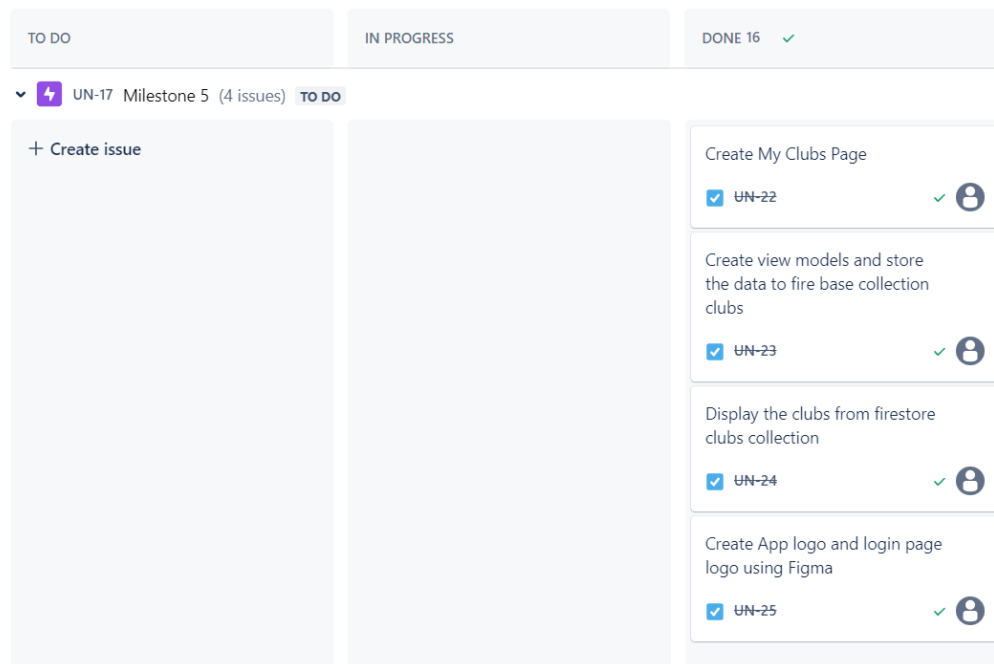 TO DO
IN PROGRESS
DONE 16
UN-17 Milestone 5 (4 issues) TO DO
+ Create issue
Create My Clubs Page
UN-22
Create view models and store
the data to fire base collection
clubs
UN-23
Display the clubs from firestore
clubs collection
UN-24
Create App logo and login page
logo using Figma
UN-25